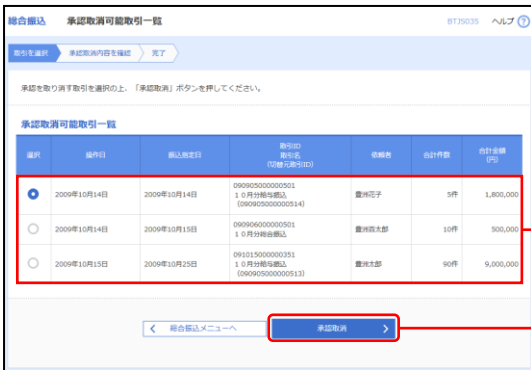 総合振込 承認取消可能取引一覧 BTJS035 ヘルプ ?
取引を選択 承認取消内容を確認 完了
承認を取り消す取引を選択の上、「承認取消」ボタンを押してください。
承認取消可能取引一覧
選択 操作日 振込指定日 取引ID 取引名 (切替元取引ID) 依頼者 合計件数 合計金額 (円)
2009年10月14日 2009年10月14日 090905000000501 豊洲花子 5件 1,800,000
10月分給与振込
(090905000000514)
2009年10月14日 2009年10月15日 090906000000501 豊洲百太郎 10件 500,000
10月分総合振込
2009年10月15日 2009年10月25日 091015000000351 豊洲太郎 90件 9,000,000
10月分給与振込
(090905000000513)
総合振込メニューへ 承認取消